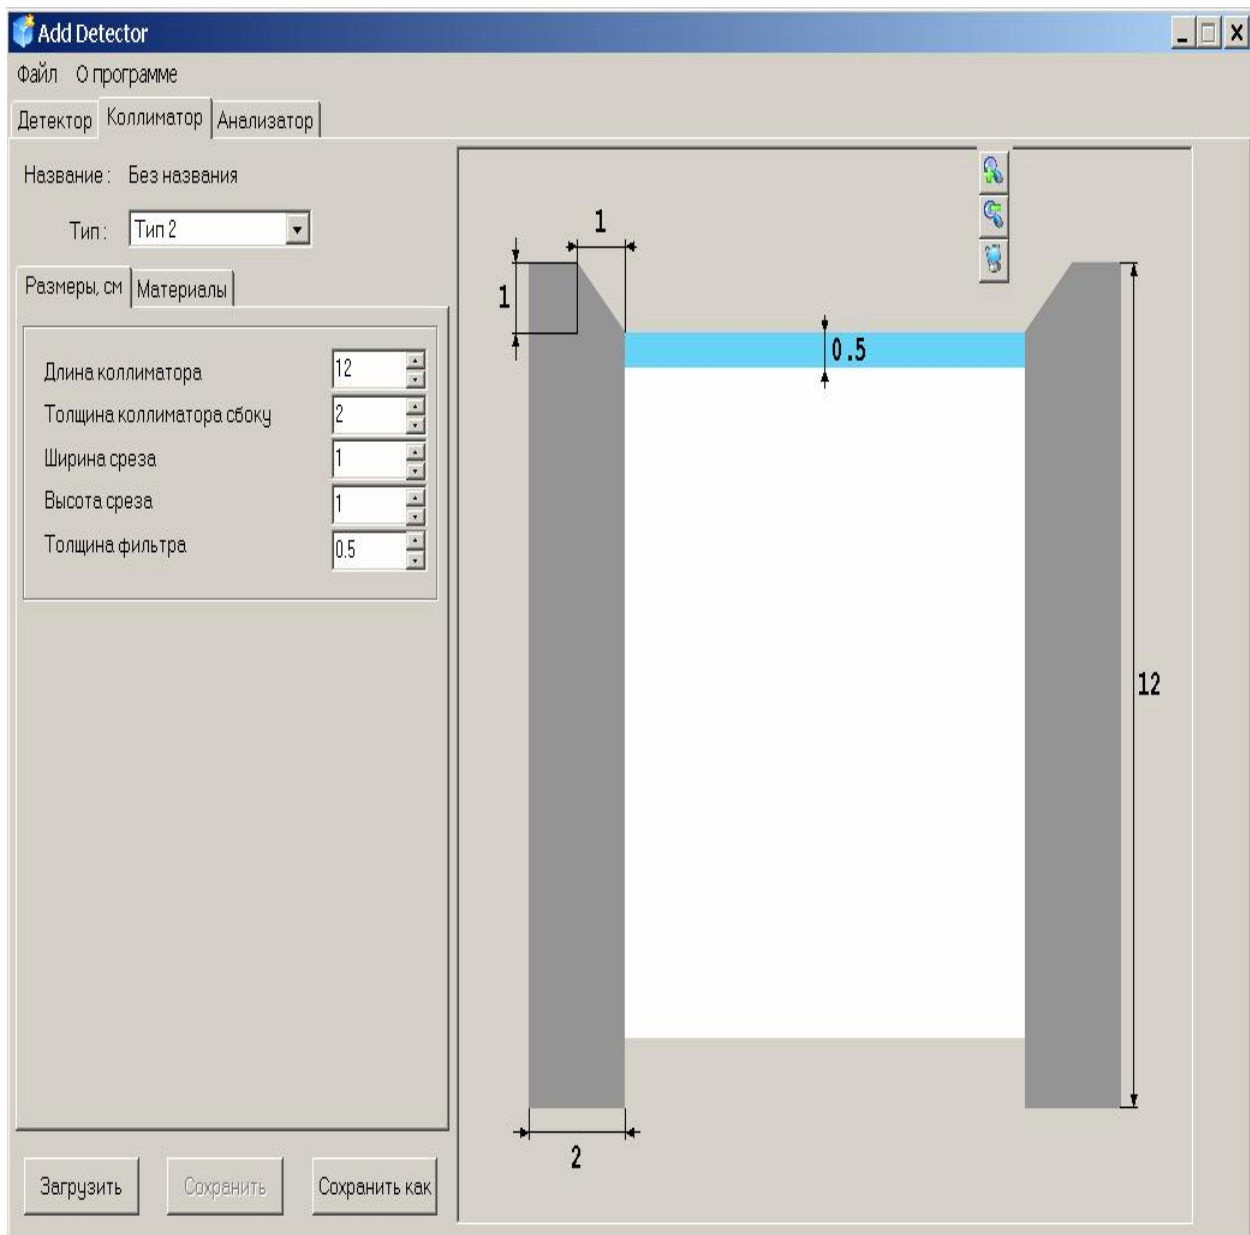 Add Detector
Файл О программе
Детектор Коллиматор Анализатор
Название : Без названия
Тип : Тип 2
Размеры, см Материалы
Длина коллиматора 12
Толщина коллиматора сбоку 2
Ширина среза 1
Высота среза 1
Толщина фильтра 0.5
Загрузить Сохранить Сохранить как
1
1
0.5
12
2